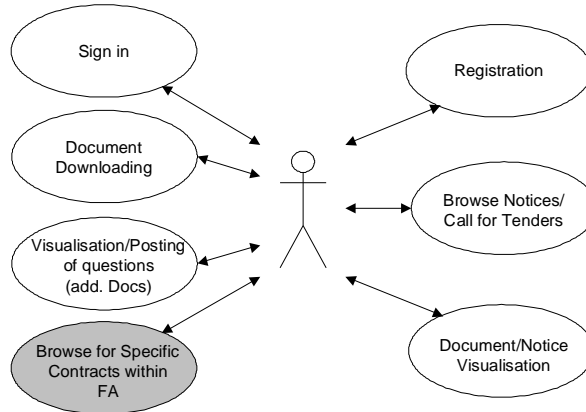 Sign in
Document
Downloading
Visualisation/Posting
of questions
(add. Docs)
Browse for Specific
Contracts within
FA
Registration
Browse Notices/
Call for Tenders
Document/Notice
Visualisation